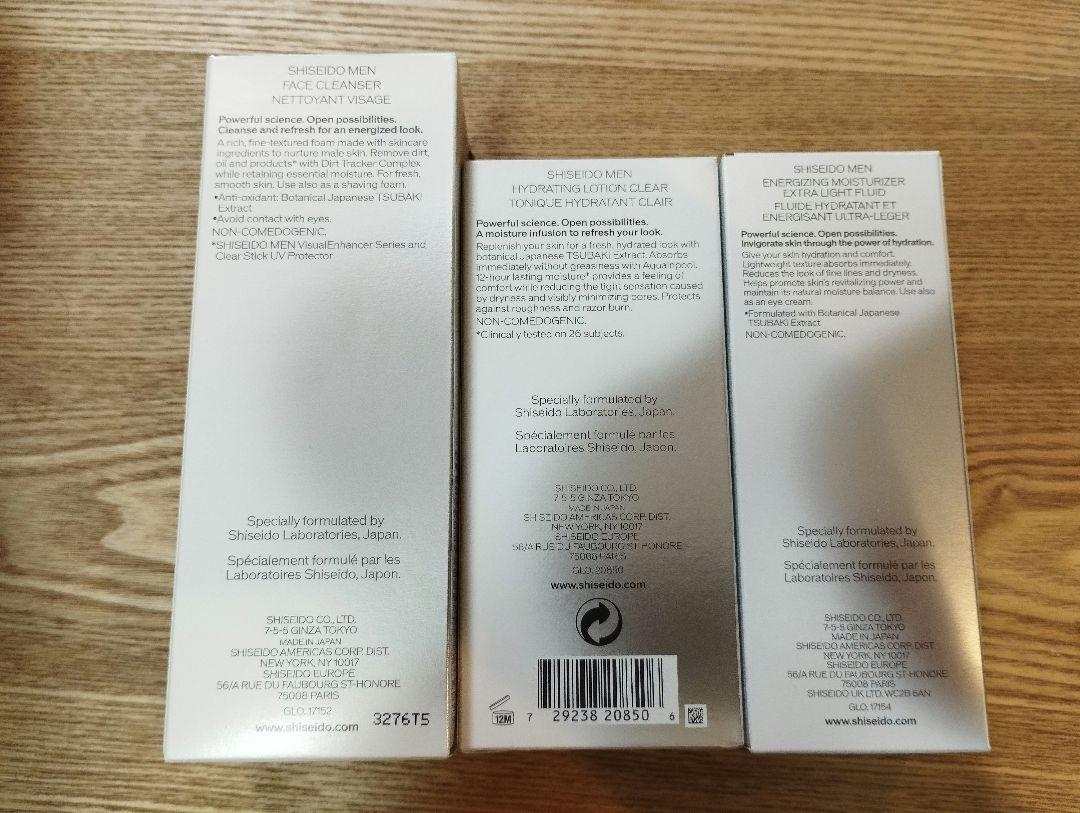 SHISEIDO MEN
FACE CLEANSER
NETTOYANT VISAGE
Powerful science. Open possibilities.
Cleanse and refresh for an energized look.
A rich, fine-textured foam made with skincare
ingredients to nurture male skin. Remove dirt,
oil and products* with Dirt Tracker Complex
while retaining essential moisture. For fresh,
smooth skin. Use also as a shaving foam.
•Anti-oxidant: Botanical Japanese TSUBAKI
Extract
•Avoid contact with eyes.
NON-COMEDOGENIC.
*SHISEIDO MEN Visual Enhancer Series and
Clear Stick UV Protector
Specially formulated by
Shiseido Laboratories, Japan.
Spécialement formulé par les
Laboratoires Shiseido, Japon.
SHISEIDO CO., LTD.
7-5-5 GINZA TOKYO
MADE IN JAPAN
SHISEIDO AMERICAS CORP. DIST.
NEW YORK, NY 10017
SHISEIDO EUROPE
56/A RUE DU FAUBOURG ST-HONORE
75008 PARIS
GLO. 17152
www.shiseido.com
3276T5
SHISEIDO MEN
HYDRATING LOTION CLEAR
TONIQUE HYDRATANT CLAIR
Powerful science. Open possibilities.
A moisture infusion to refresh your look.
Replenish your skin for a fresh, hydrated look with
botanical Japanese TSUBAKI Extract. Absorbs
immediately without greasiness with Aquainpool.
12-hour lasting moisture* provides a feeling of
comfort while reducing the tight sensation caused
by dryness and visibly minimizing pores. Protects
against roughness and razor burn.
NON-COMEDOGENIC.
*Clinically tested on 26 subjects.
Specially formulated by
Shiseido Laboratories, Japan.
Spécialement formulé par les
Laboratoires Shiseido, Japon.
SHISEIDO CO., LTD.
7-5-5 GINZA TOKYO
MADE IN JAPAN
SHISEIDO AMERICAS CORP. DIST.
NEW YORK, NY 10017
SHISEIDO EUROPE
56/A RUE DU FAUBOURG ST-HONORE
75008 PARIS
GLO. 20850
www.shiseido.com
12M
7 29238 20850 6
SHISEIDO MEN
ENERGIZING MOISTURIZER
EXTRA LIGHT FLUID
FLUIDE HYDRATANT ET
ENERGISANT ULTRA-LEGER
Powerful science. Open possibilities.
Invigorate skin through the power of hydration.
Give your skin hydration and comfort.
Lightweight texture absorbs immediately.
Reduces the look of fine lines and dryness.
Helps promote skin's revitalizing power and
maintain its natural moisture balance. Use also
as an eye cream.
•Formulated with Botanical Japanese
TSUBAKI Extract
NON-COMEDOGENIC.
Specially formulated by
Shiseido Laboratories, Japan.
Spécialement formulé par les
Laboratoires Shiseido, Japon.
SHISEIDO CO., LTD.
7-5-5 GINZA TOKYO
MADE IN JAPAN
SHISEIDO AMERICAS CORP. DIST.
NEW YORK, NY 10017
SHISEIDO EUROPE
56/A RUE DU FAUBOURG ST-HONORE
75008 PARIS
SHISEIDO UK LTD. WC2B 6AN
GLO. 17154
www.shiseido.com